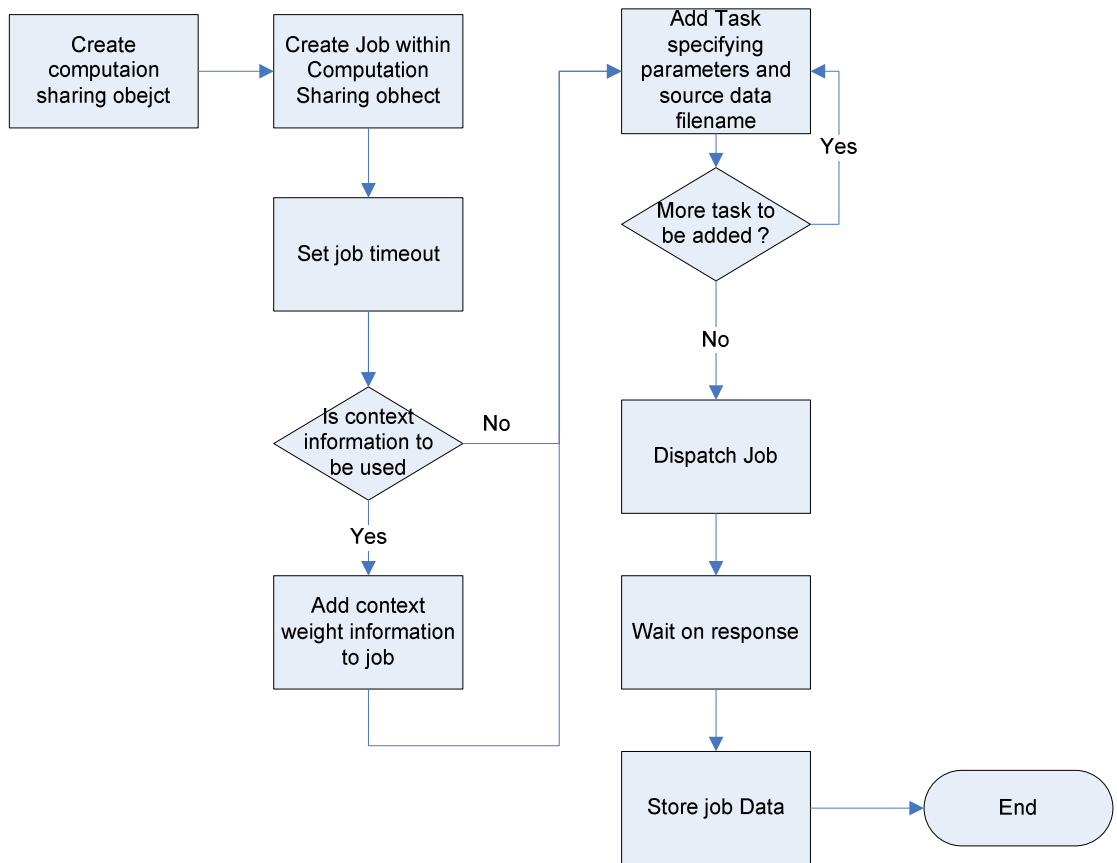 Create
computaion
sharing obejct
Create Job within
Computation
Sharing obhect
Set job timeout
Is context
information to
be used
No
Yes
Add context
weight information
to job
Add Task
specifying
parameters and
source data
filename
Yes
More task to
be added ?
No
Dispatch Job
Wait on response
Store job Data
End